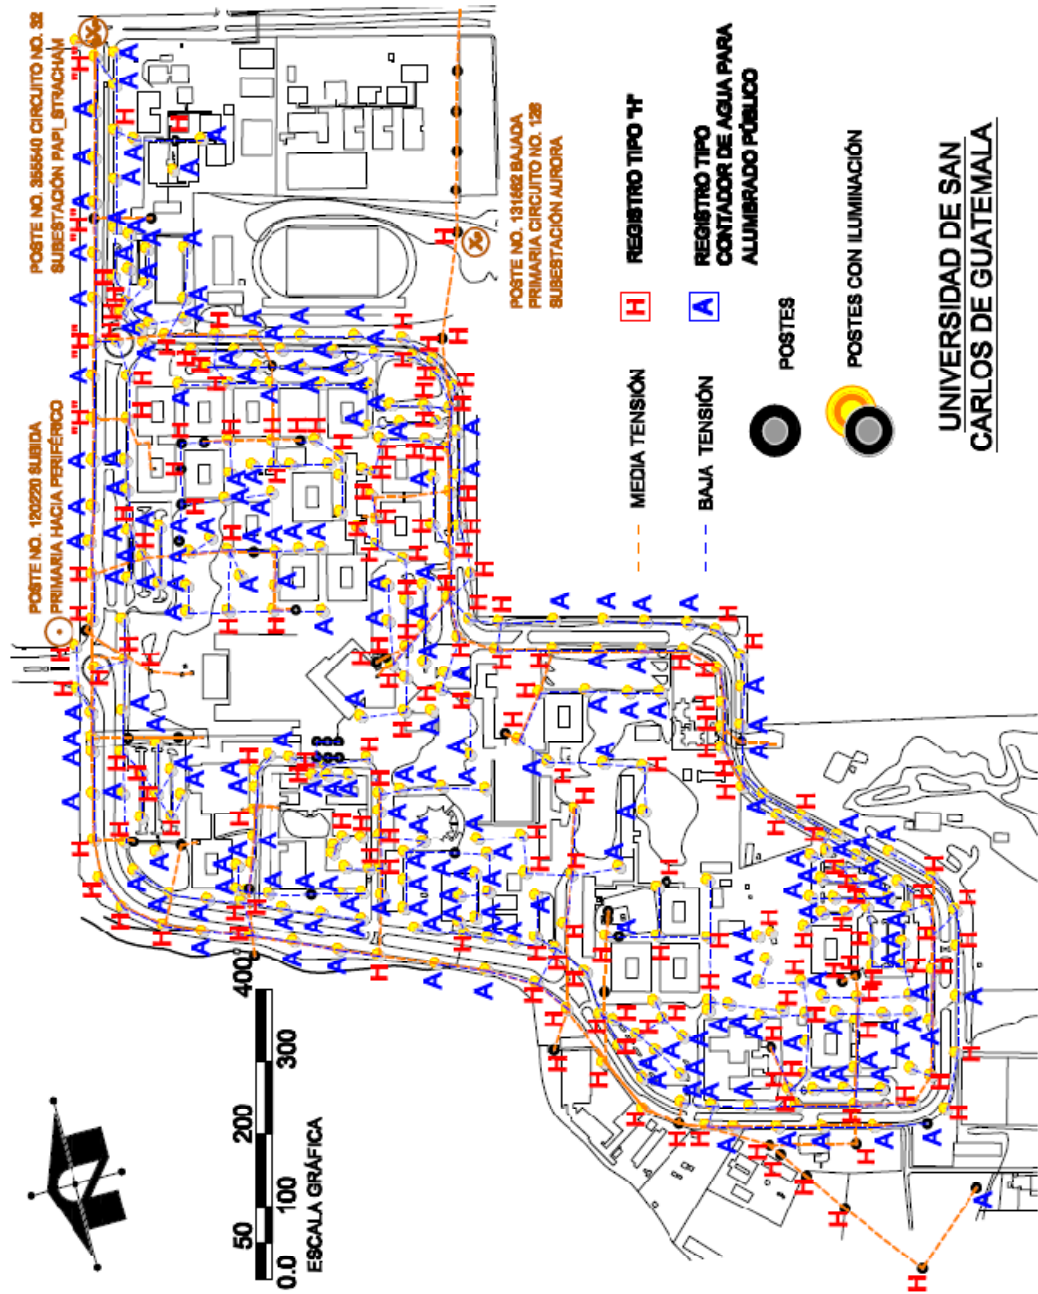 POSTE NO. 355540 CIRCUITO NO. 32
SUBESTACIÓN PAPI_STRACHAM
POSTE NO. 120220 SUBIDA
PRIMARIA HACIA PERIFÉRICO
POSTE NO. 131882 BAJADA
PRIMARIA CIRCUITO NO. 126
SUBESTACIÓN AURORA
H
REGISTRO TIPO "H"
A
REGISTRO TIPO
CONTADOR DE AGUA PARA
ALUMBRADO PÚBLICO
MEDIA TENSIÓN
BAJA TENSIÓN
POSTES
POSTES CON ILUMINACIÓN
UNIVERSIDAD DE SAN
CARLOS DE GUATEMALA
0.0 50 100 200 300 400
ESCALA GRÁFICA